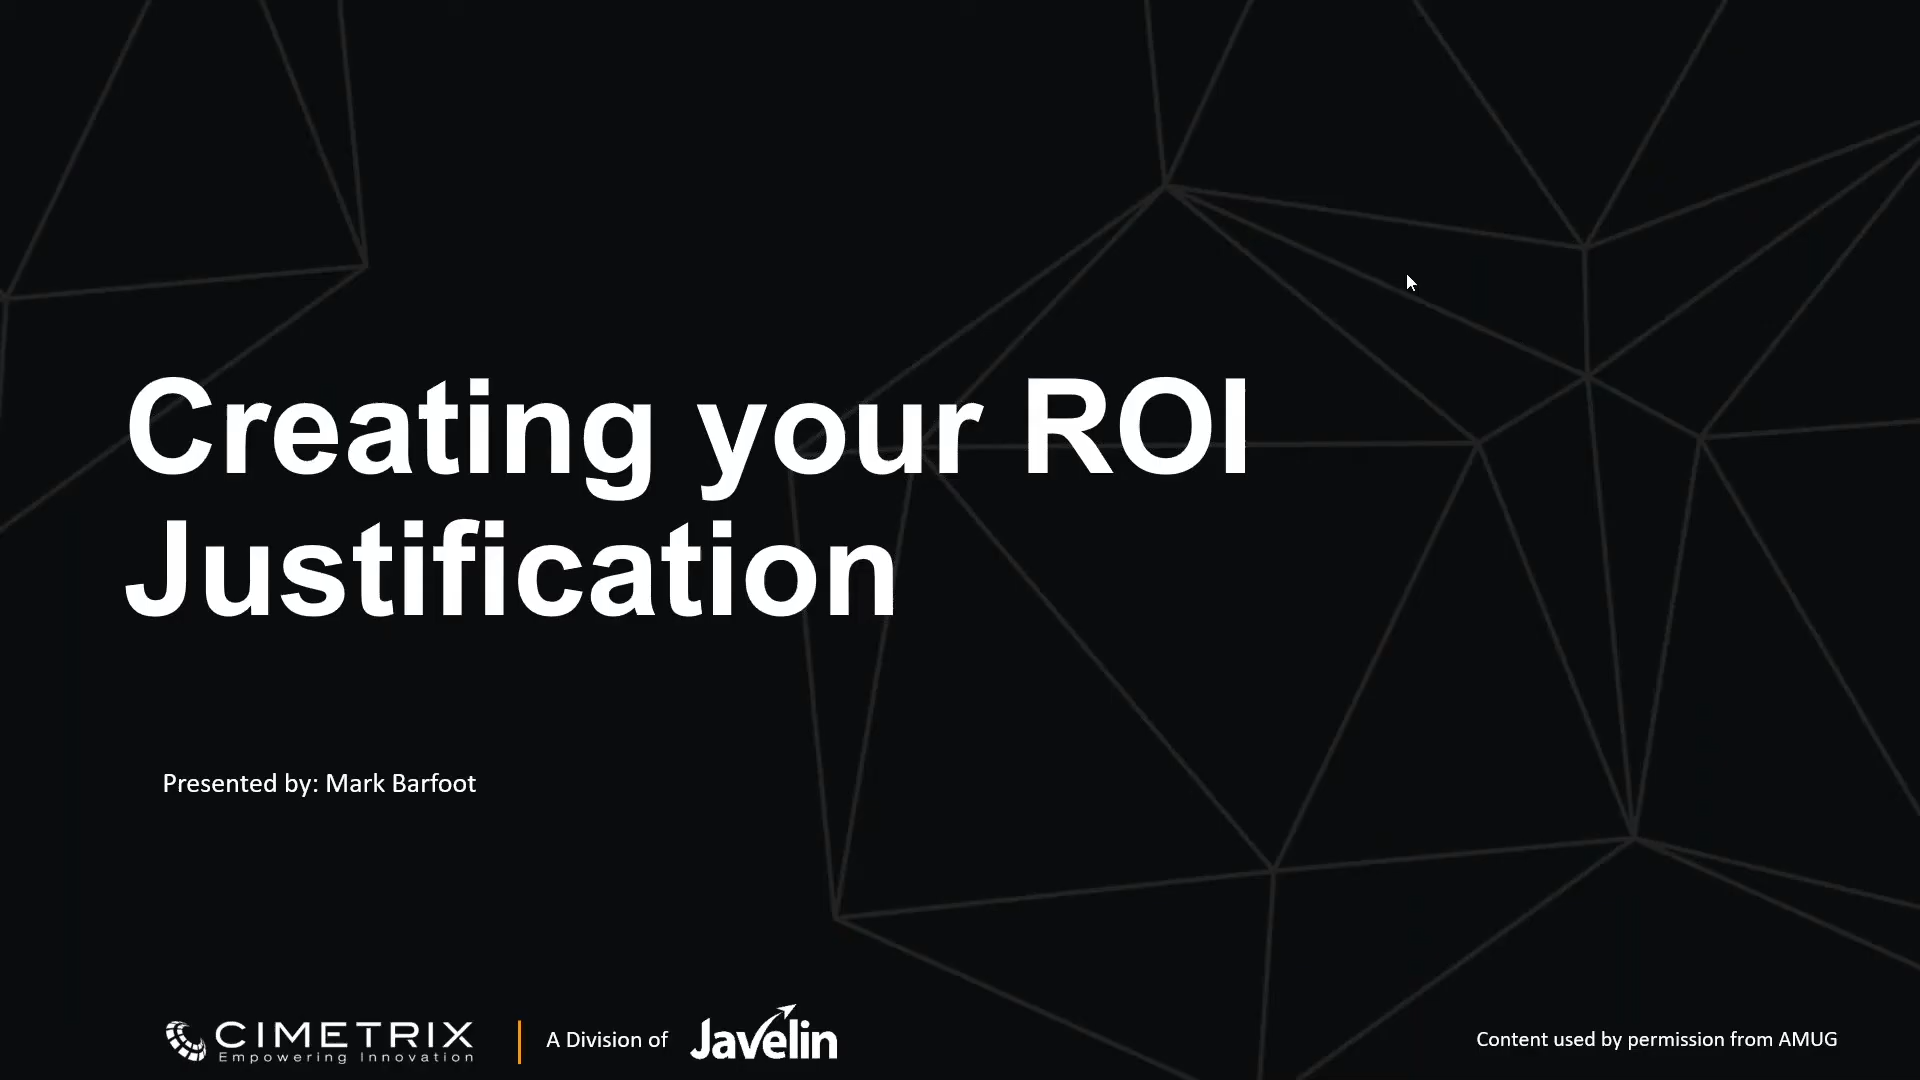 Creating your ROI
Justification
Presented by: Mark Barfoot
CIMETRIX
Empowering Innovation
A Division of
Javelin
Content used by permission from AMUG